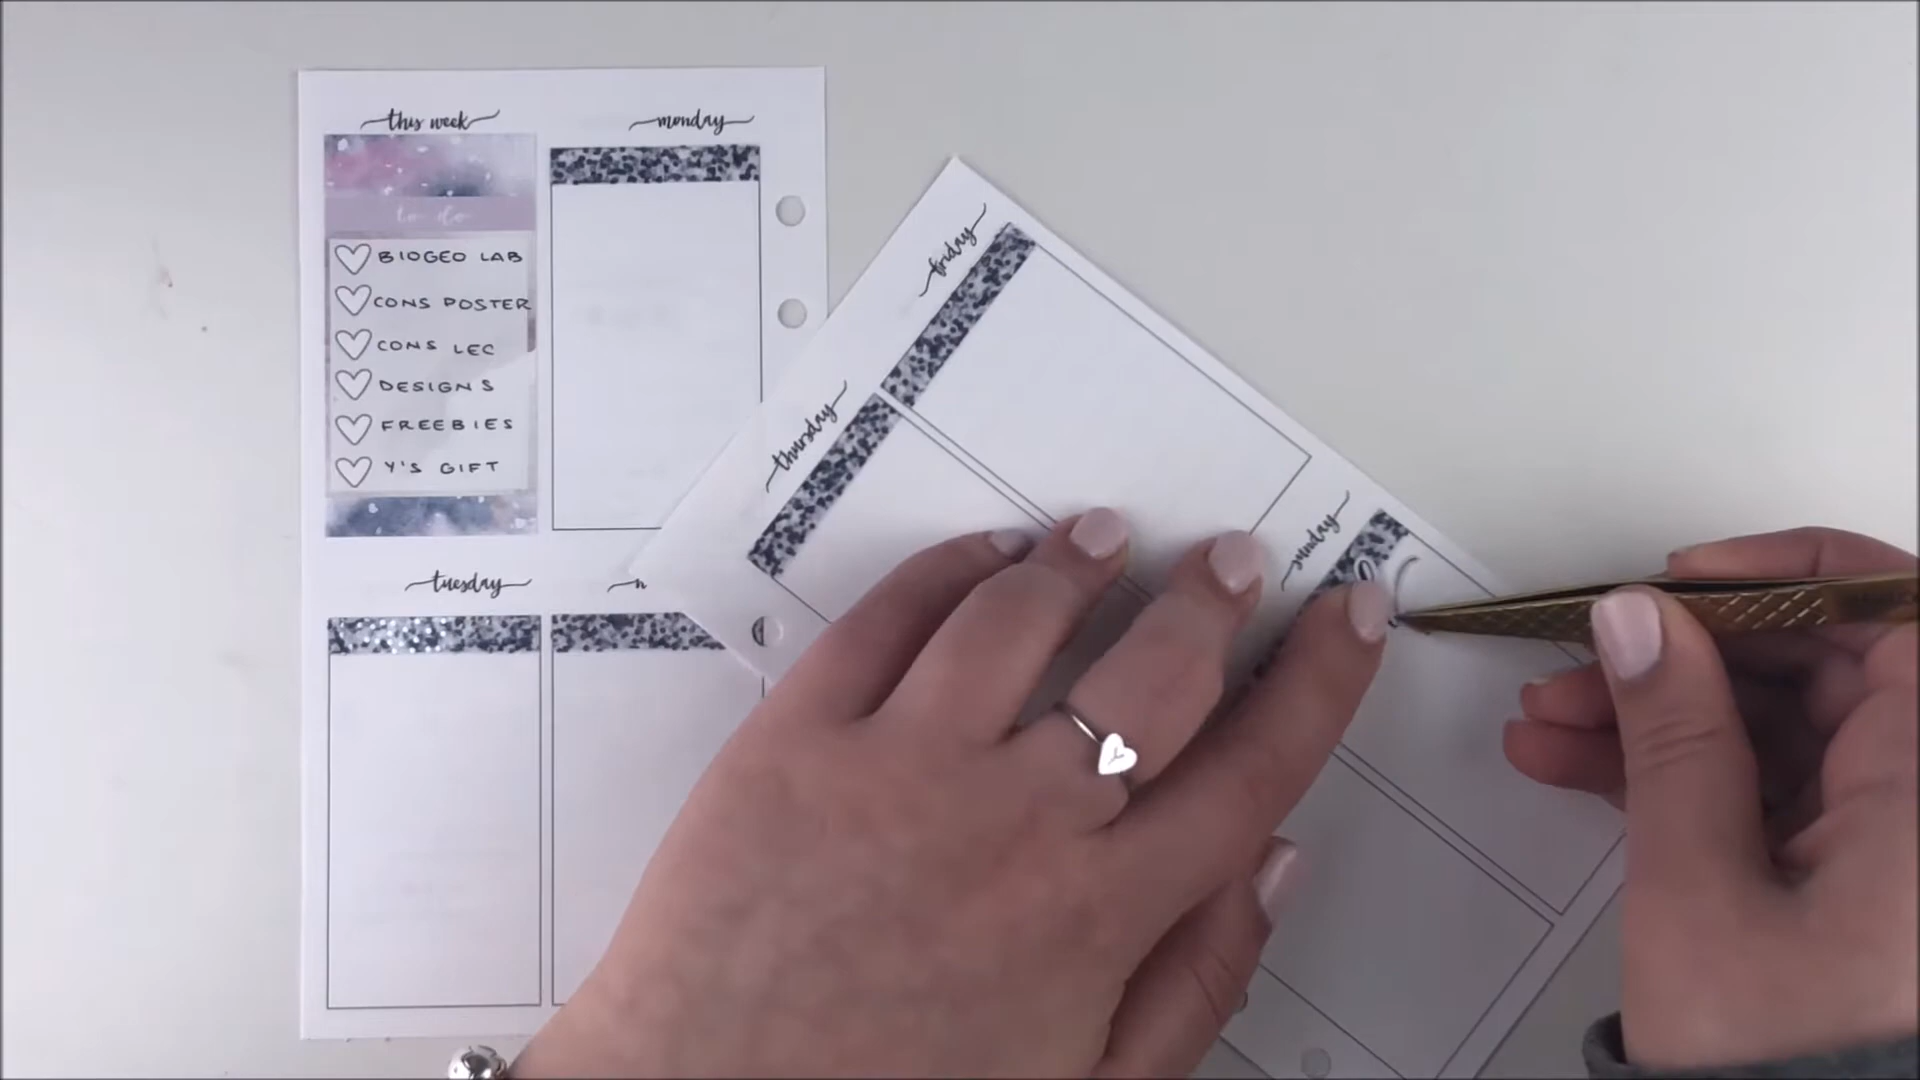 this week
monday
to do
BIOGEO LAB
CONS POSTER
CONS LEC
DESIGNS
FREEBIES
Y'S GIFT
tuesday
thursday
friday
sunday